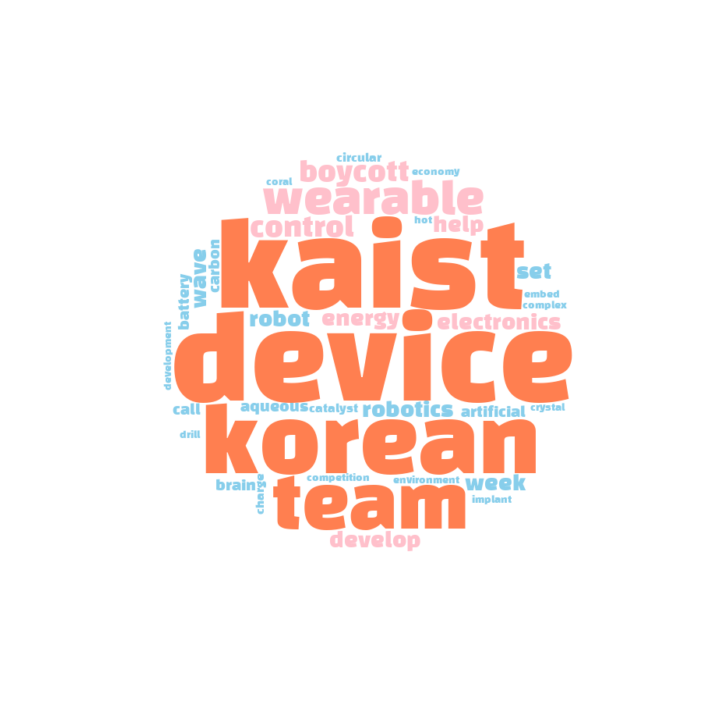 circular
boycott economy
coral wearable
control hot help
kaist
wave carbon set
battery embed
complex
robot energy electronics
development device
call aqueous catalyst robotics artificial crystal
drill korean
brain charge competition environment week
team implant
develop